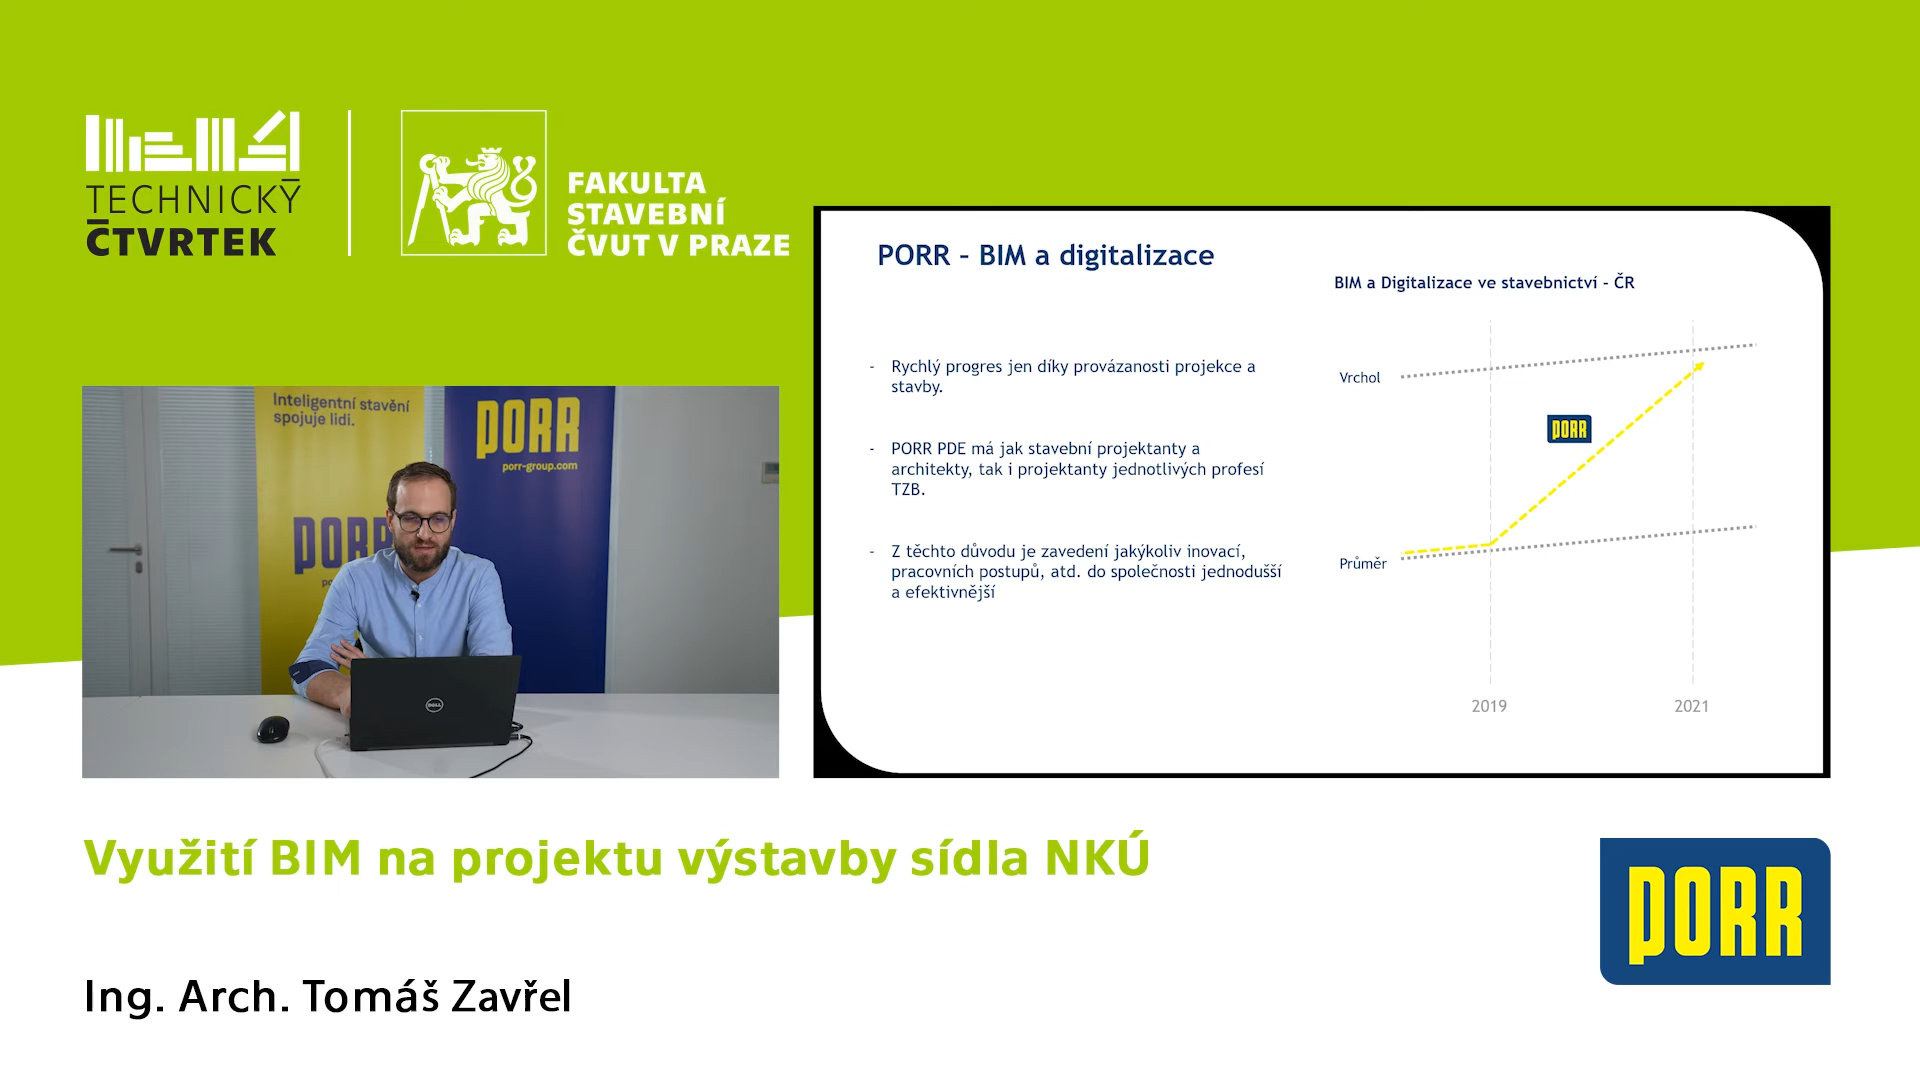 TECHNICKÝ
ČTVRTEK
FAKULTA
STAVEBNÍ
ČVUT V PRAZE
PORR – BIM a digitalizace
BIM a Digitalizace ve stavebnictví – ČR
- Rychlý progres jen díky provázanosti projekce a
stavby.
- PORR PDE má jak stavební projektanty a
architekty, tak i projektanty jednotlivých profesí
TZB.
- Z těchto důvodu je zavedení jakýkoliv inovací,
pracovních postupů, atd. do společnosti jednodušší
a efektivnější
Vrchol
PORR
Průměr
2019
2021
Inteligentní stavění
spojuje lidí.
PORR
porr-group.com
PORR
DELL
Využití BIM na projektu výstavby sídla NKÚ
PORR
Ing. Arch. Tomáš Zavřel